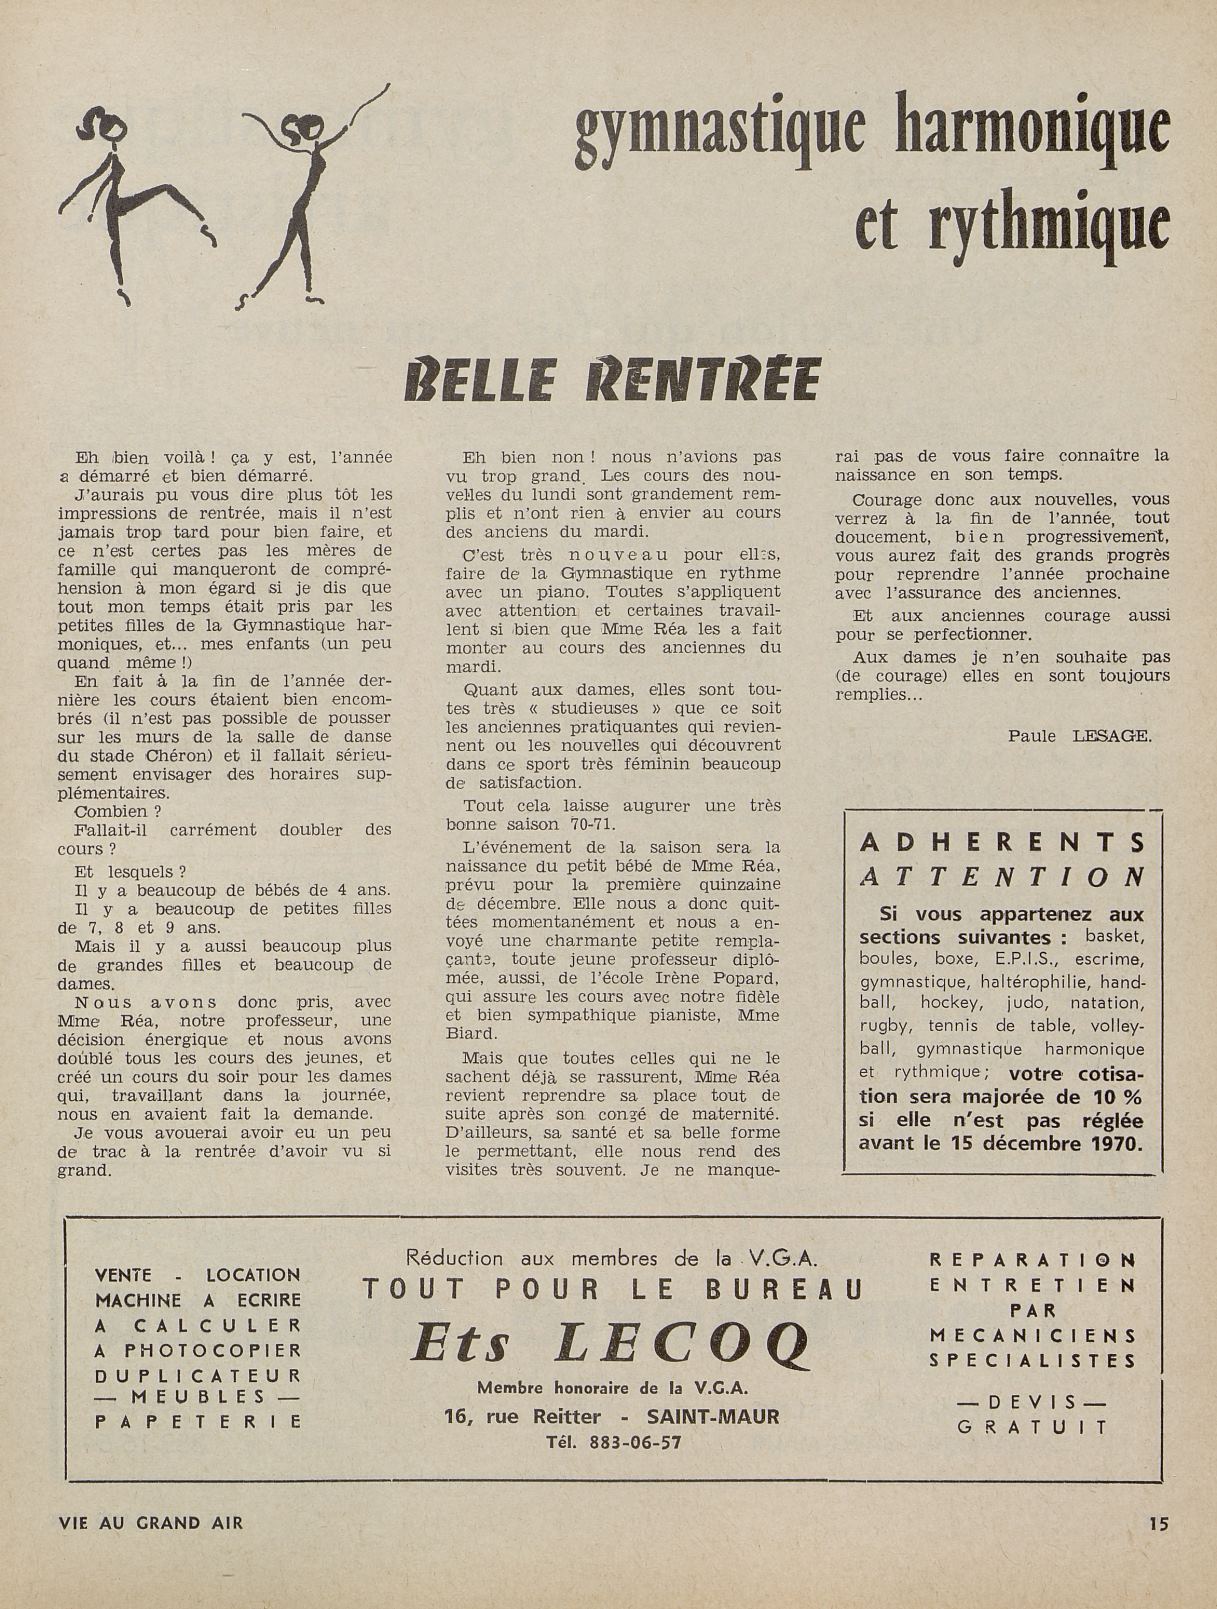 gymnastique harmonique
et rythmique
BELLE RENTRÉE
Eh bien voilà ! ça y est, l'année
a démarré et bien démarré.
J'aurais pu vous dire plus tôt les
impressions de rentrée, mais il n'est
jamais trop tard pour bien faire, et
ce n'est certes pas les mères de
famille qui manqueront de compré-
hension à mon égard si je dis que
tout mon temps était pris par les
petites filles de la Gymnastique har-
moniques, et... mes enfants (un peu
quand même !)
En fait à la fin de l'année der-
nière les cours étaient bien encom-
brés (il n'est pas possible de pousser
sur les murs de la salle de danse
du stade Chéron) et il fallait sérieu-
sement envisager des horaires sup-
plémentaires.
Combien ?
Fallait-il carrément doubler des
cours ?
Et lesquels ?
Il y a beaucoup de bébés de 4 ans.
Il y a beaucoup de petites filles
de 7, 8 et 9 ans.
Mais il y a aussi beaucoup plus
de grandes filles et beaucoup de
dames.
Nous avons donc pris, avec
Mme Réa, notre professeur, une
décision énergique et nous avons
doublé tous les cours des jeunes, et
créé un cours du soir pour les dames
qui, travaillant dans la journée,
nous en avaient fait la demande.
Je vous avouerai avoir eu un peu
de trac à la rentrée d'avoir vu si
grand.
Eh bien non ! nous n'avions pas
vu trop grand. Les cours des nou-
velles du lundi sont grandement rem-
plis et n'ont rien à envier au cours
des anciens du mardi.
C'est très nouveau pour elles,
faire de la Gymnastique en rythme
avec un piano. Toutes s'appliquent
avec attention et certaines travail-
lent si bien que Mme Réa les a fait
monter au cours des anciennes du
mardi.
Quant aux dames, elles sont tou-
tes très « studieuses » que ce soit
les anciennes pratiquantes qui revien-
nent ou les nouvelles qui découvrent
dans ce sport très féminin beaucoup
de satisfaction.
Tout cela laisse augurer une très
bonne saison 70-71.
L'événement de la saison sera la
naissance du petit bébé de Mme Réa,
prévu pour la première quinzaine
de décembre. Elle nous a donc quit-
tées momentanément et nous a en-
voyé une charmante petite rempla-
çante, toute jeune professeur diplô-
mée, aussi, de l'école Irène Popard,
qui assure les cours avec notre fidèle
et bien sympathique pianiste, Mme
Biard.
Mais que toutes celles qui ne le
sachent déjà se rassurent, Mme Réa
revient reprendre sa place tout de
suite après son congé de maternité.
D'ailleurs, sa santé et sa belle forme
le permettant, elle nous rend des
visites très souvent. Je ne manque-
rai pas de vous faire connaître la
naissance en son temps.
Courage donc aux nouvelles, vous
verrez à la fin de l'année, tout
doucement, bien progressivement,
vous aurez fait des grands progrès
pour reprendre l'année prochaine
avec l'assurance des anciennes.
Et aux anciennes courage aussi
pour se perfectionner.
Aux dames je n'en souhaite pas
(de courage) elles en sont toujours
remplies...
Paule LESAGE.
ADHERENTS
ATTENTION
Si vous appartenez aux
sections suivantes : basket,
boules, boxe, E.P.I.S., escrime,
gymnastique, haltérophilie, hand-
ball, hockey, judo, natation,
rugby, tennis de table, volley-
ball, gymnastique harmonique
et rythmique ; votre cotisa-
tion sera majorée de 10 %
si elle n'est pas réglée
avant le 15 décembre 1970.
VENTE - LOCATION
MACHINE A ECRIRE
A CALCULER
A PHOTOCOPIER
DUPLICATEUR
— MEUBLES —
PAPETERIE
Réduction aux membres de la V.G.A.
TOUT POUR LE BUREAU
Ets LECOQ
Membre honoraire de la V.G.A.
16, rue Reitter - SAINT-MAUR
Tél. 883-06-57
REPARATION
ENTRETIEN
PAR
MECANICIENS
SPECIALISTES
— DEVIS —
GRATUIT
VIE AU GRAND AIR
15